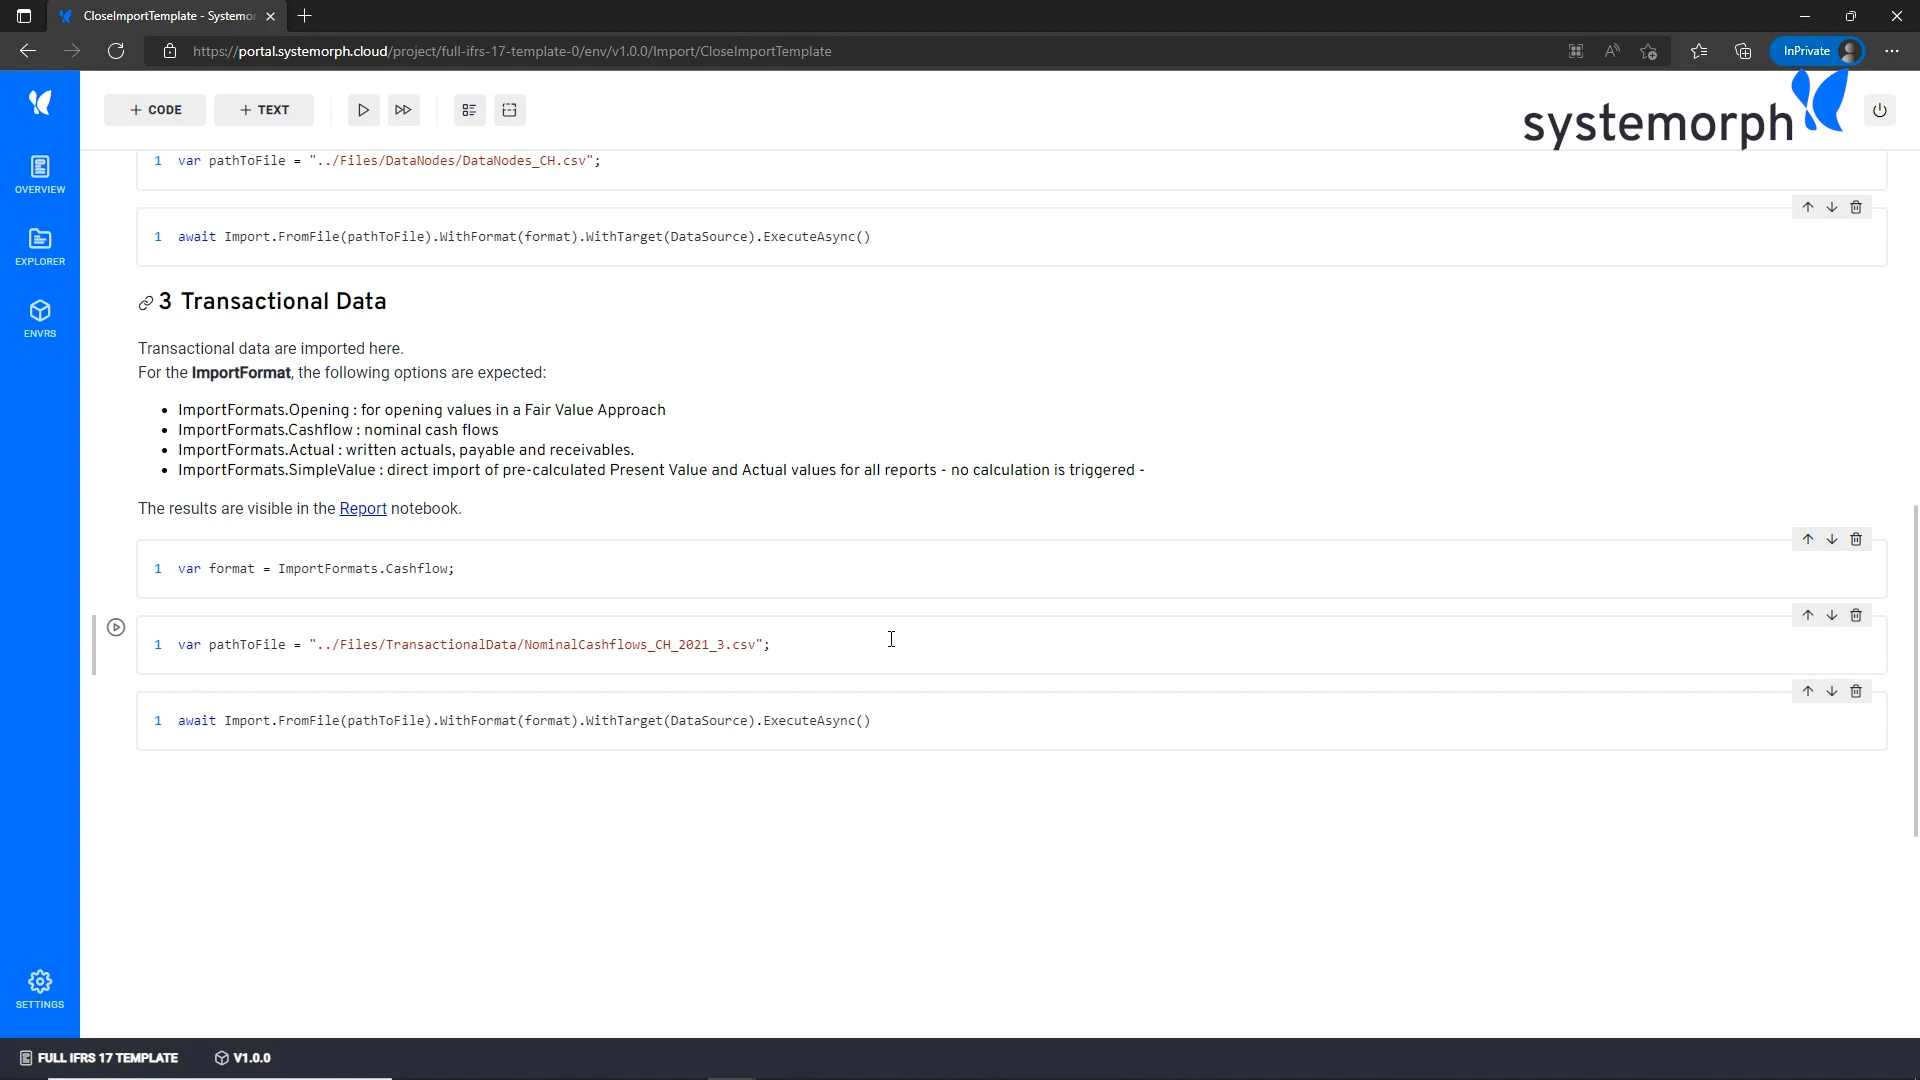 CloseImportTemplate - Systemor
https://portal.systemorph.cloud/project/full-ifrs-17-template-0/env/v1.0.0/Import/CloseImportTemplate
InPrivate
+ CODE
+ TEXT
systemorph
OVERVIEW
EXPLORER
ENVRS
SETTINGS
1 var pathToFile = "../Files/DataNodes/DataNodes_CH.csv";
1 await Import.FromFile(pathToFile).WithFormat(format).WithTarget(DataSource).ExecuteAsync()
3 Transactional Data
Transactional data are imported here.
For the ImportFormat, the following options are expected:
• ImportFormats.Opening : for opening values in a Fair Value Approach
• ImportFormats.Cashflow : nominal cash flows
• ImportFormats.Actual : written actuals, payable and receivables.
• ImportFormats.SimpleValue : direct import of pre-calculated Present Value and Actual values for all reports - no calculation is triggered -
The results are visible in the Report notebook.
1 var format = ImportFormats.Cashflow;
1 var pathToFile = "../Files/TransactionalData/NominalCashflows_CH_2021_3.csv";
1 await Import.FromFile(pathToFile).WithFormat(format).WithTarget(DataSource).ExecuteAsync()
FULL IFRS 17 TEMPLATE
V1.0.0